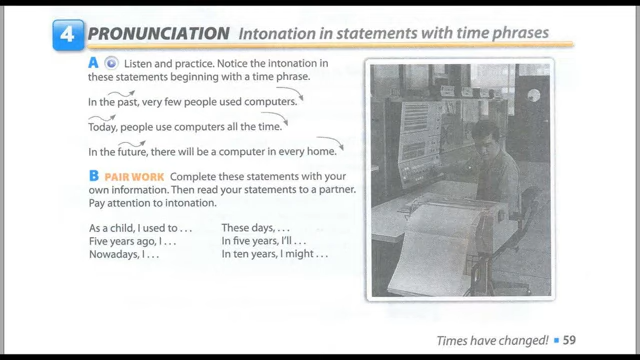 4 PRONUNCIATION Intonation in statements with time phrases
A Listen and practice. Notice the intonation in
these statements beginning with a time phrase.
In the past, very few people used computers.
Today, people use computers all the time.
In the future, there will be a computer in every home.
B PAIR WORK Complete these statements with your
own information. Then read your statements to a partner.
Pay attention to intonation.
As a child, I used to . . .
Five years ago, I . . .
Nowadays, I . . .
These days, . . .
In five years, I'll . . .
In ten years, I might . . .
Times have changed! ■ 59